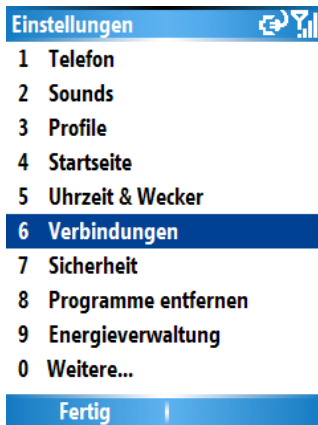 Einstellungen
1 Telefon
2 Sounds
3 Profile
4 Startseite
5 Uhrzeit & Wecker
6 Verbindungen
7 Sicherheit
8 Programme entfernen
9 Energieverwaltung
0 Weitere...
Fertig